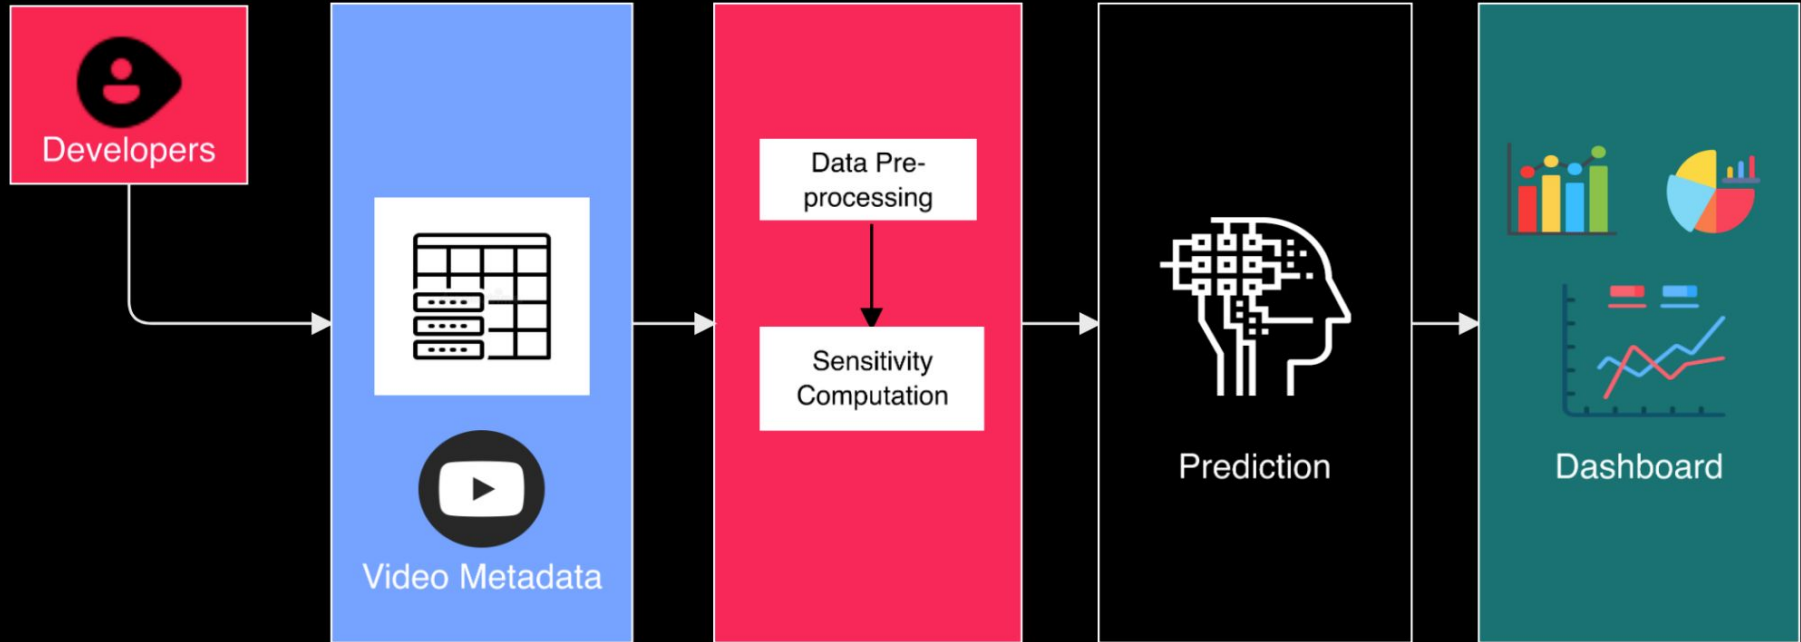 Developers
Video Metadata
Data Pre-
processing
Sensitivity
Computation
Prediction
Dashboard